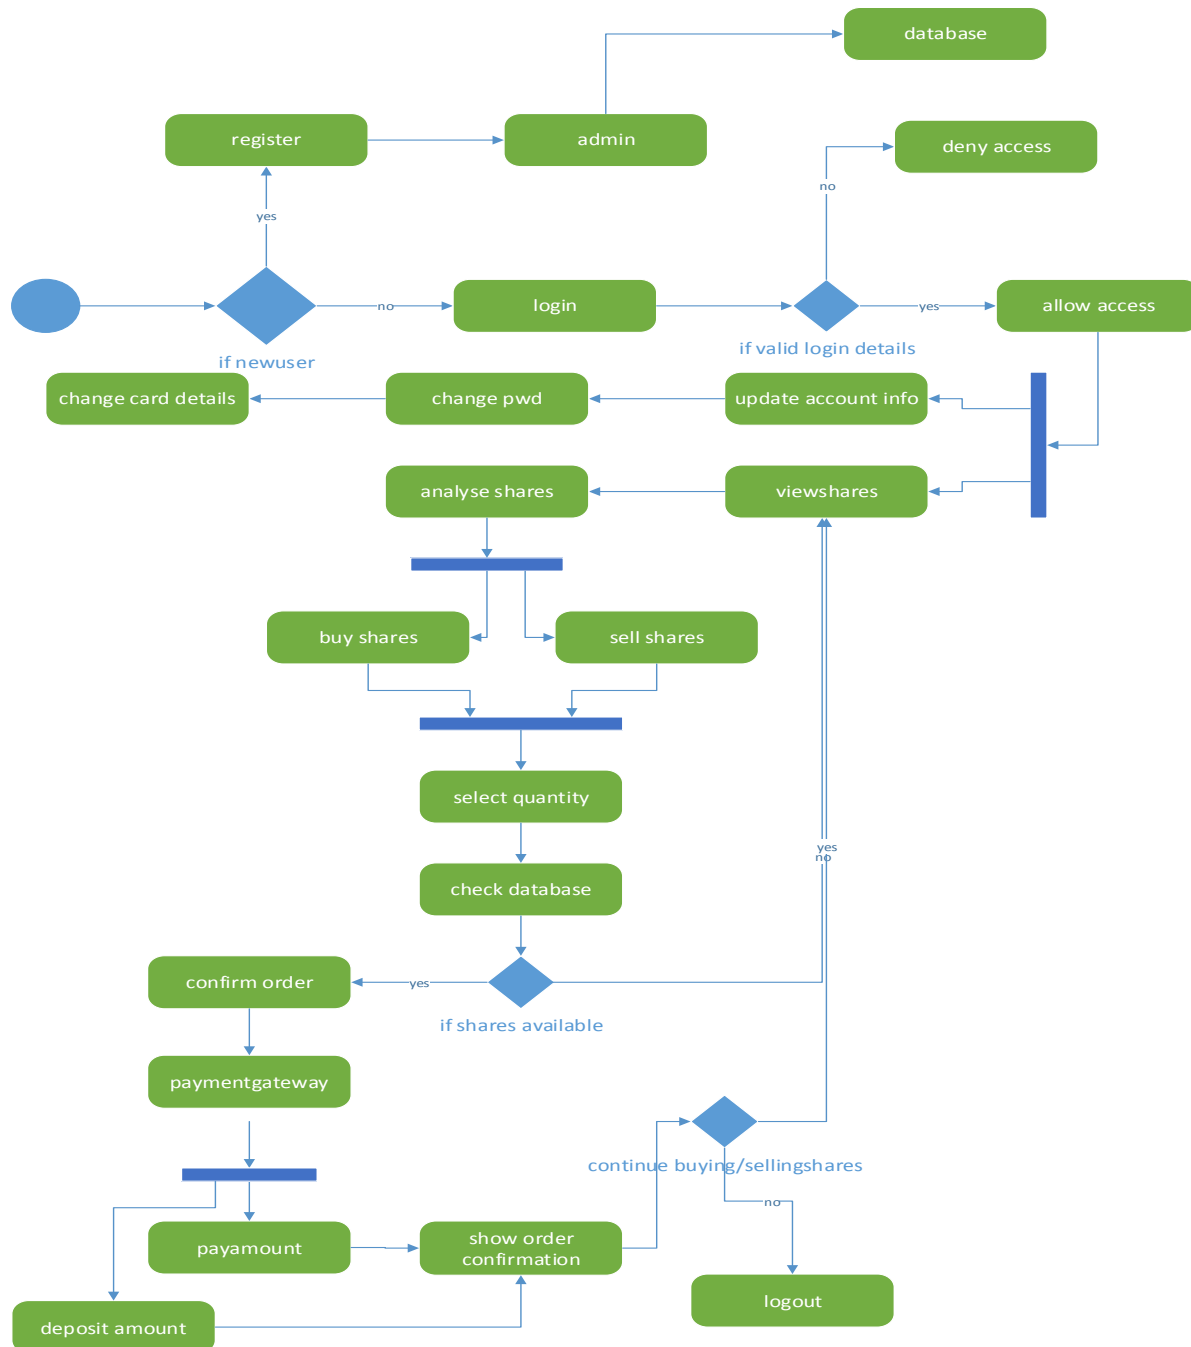 database
register
admin
deny access
no
yes
no
login
yes
allow access
if newuser
if valid login details
change card details
change pwd
update account info
analyse shares
viewshares
buy shares
sell shares
select quantity
yes
no
check database
confirm order
yes
if shares available
paymentgateway
continue buying/sellingshares
no
payamount
show order
confirmation
logout
deposit amount